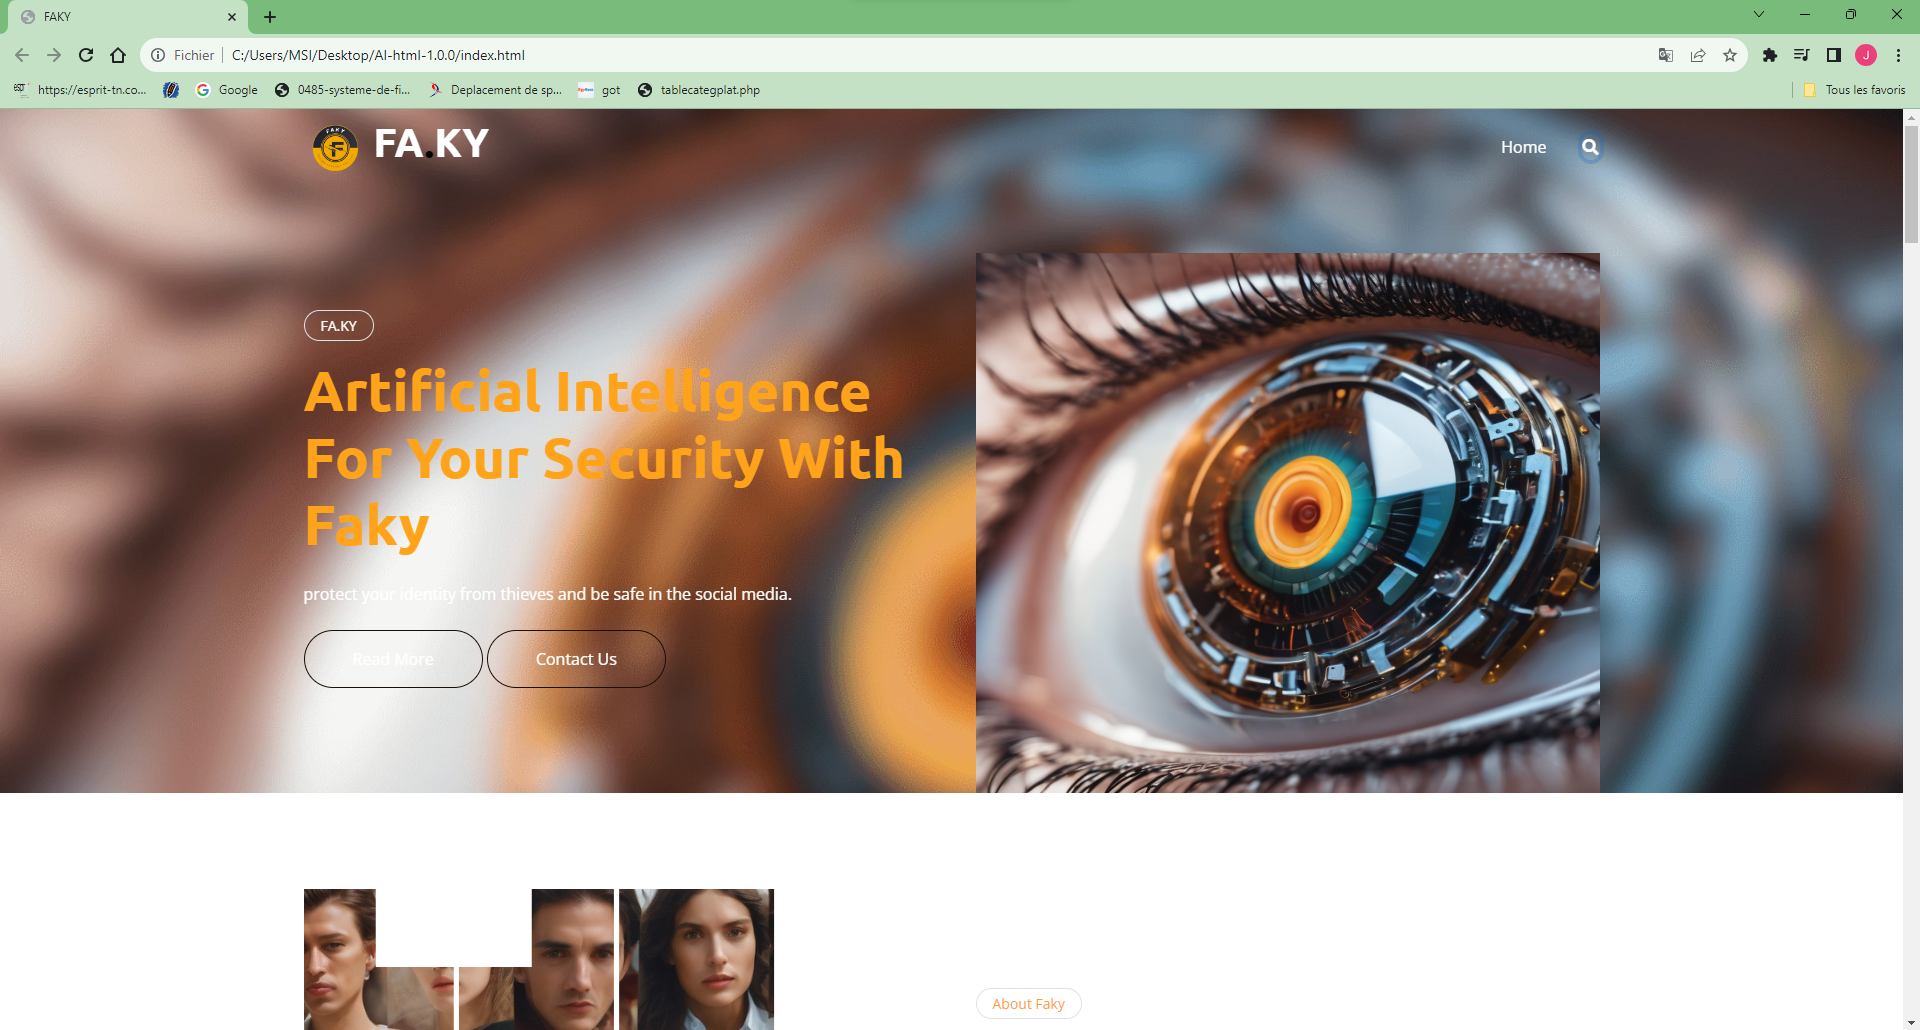 FAKY
Fichier
C:/Users/MSI/Desktop/AI-html-1.0.0/index.html
J
https://esprit-tn.co...
Google
0485-systeme-de-fi...
Deplacement de sp...
got
tablecategplat.php
Tous les favoris
FAKY
F
FA.KY
Home
FA.KY
Artificial Intelligence
For Your Security With
Faky
protect your identity from thieves and be safe in the social media.
Read More
Contact Us
About Faky